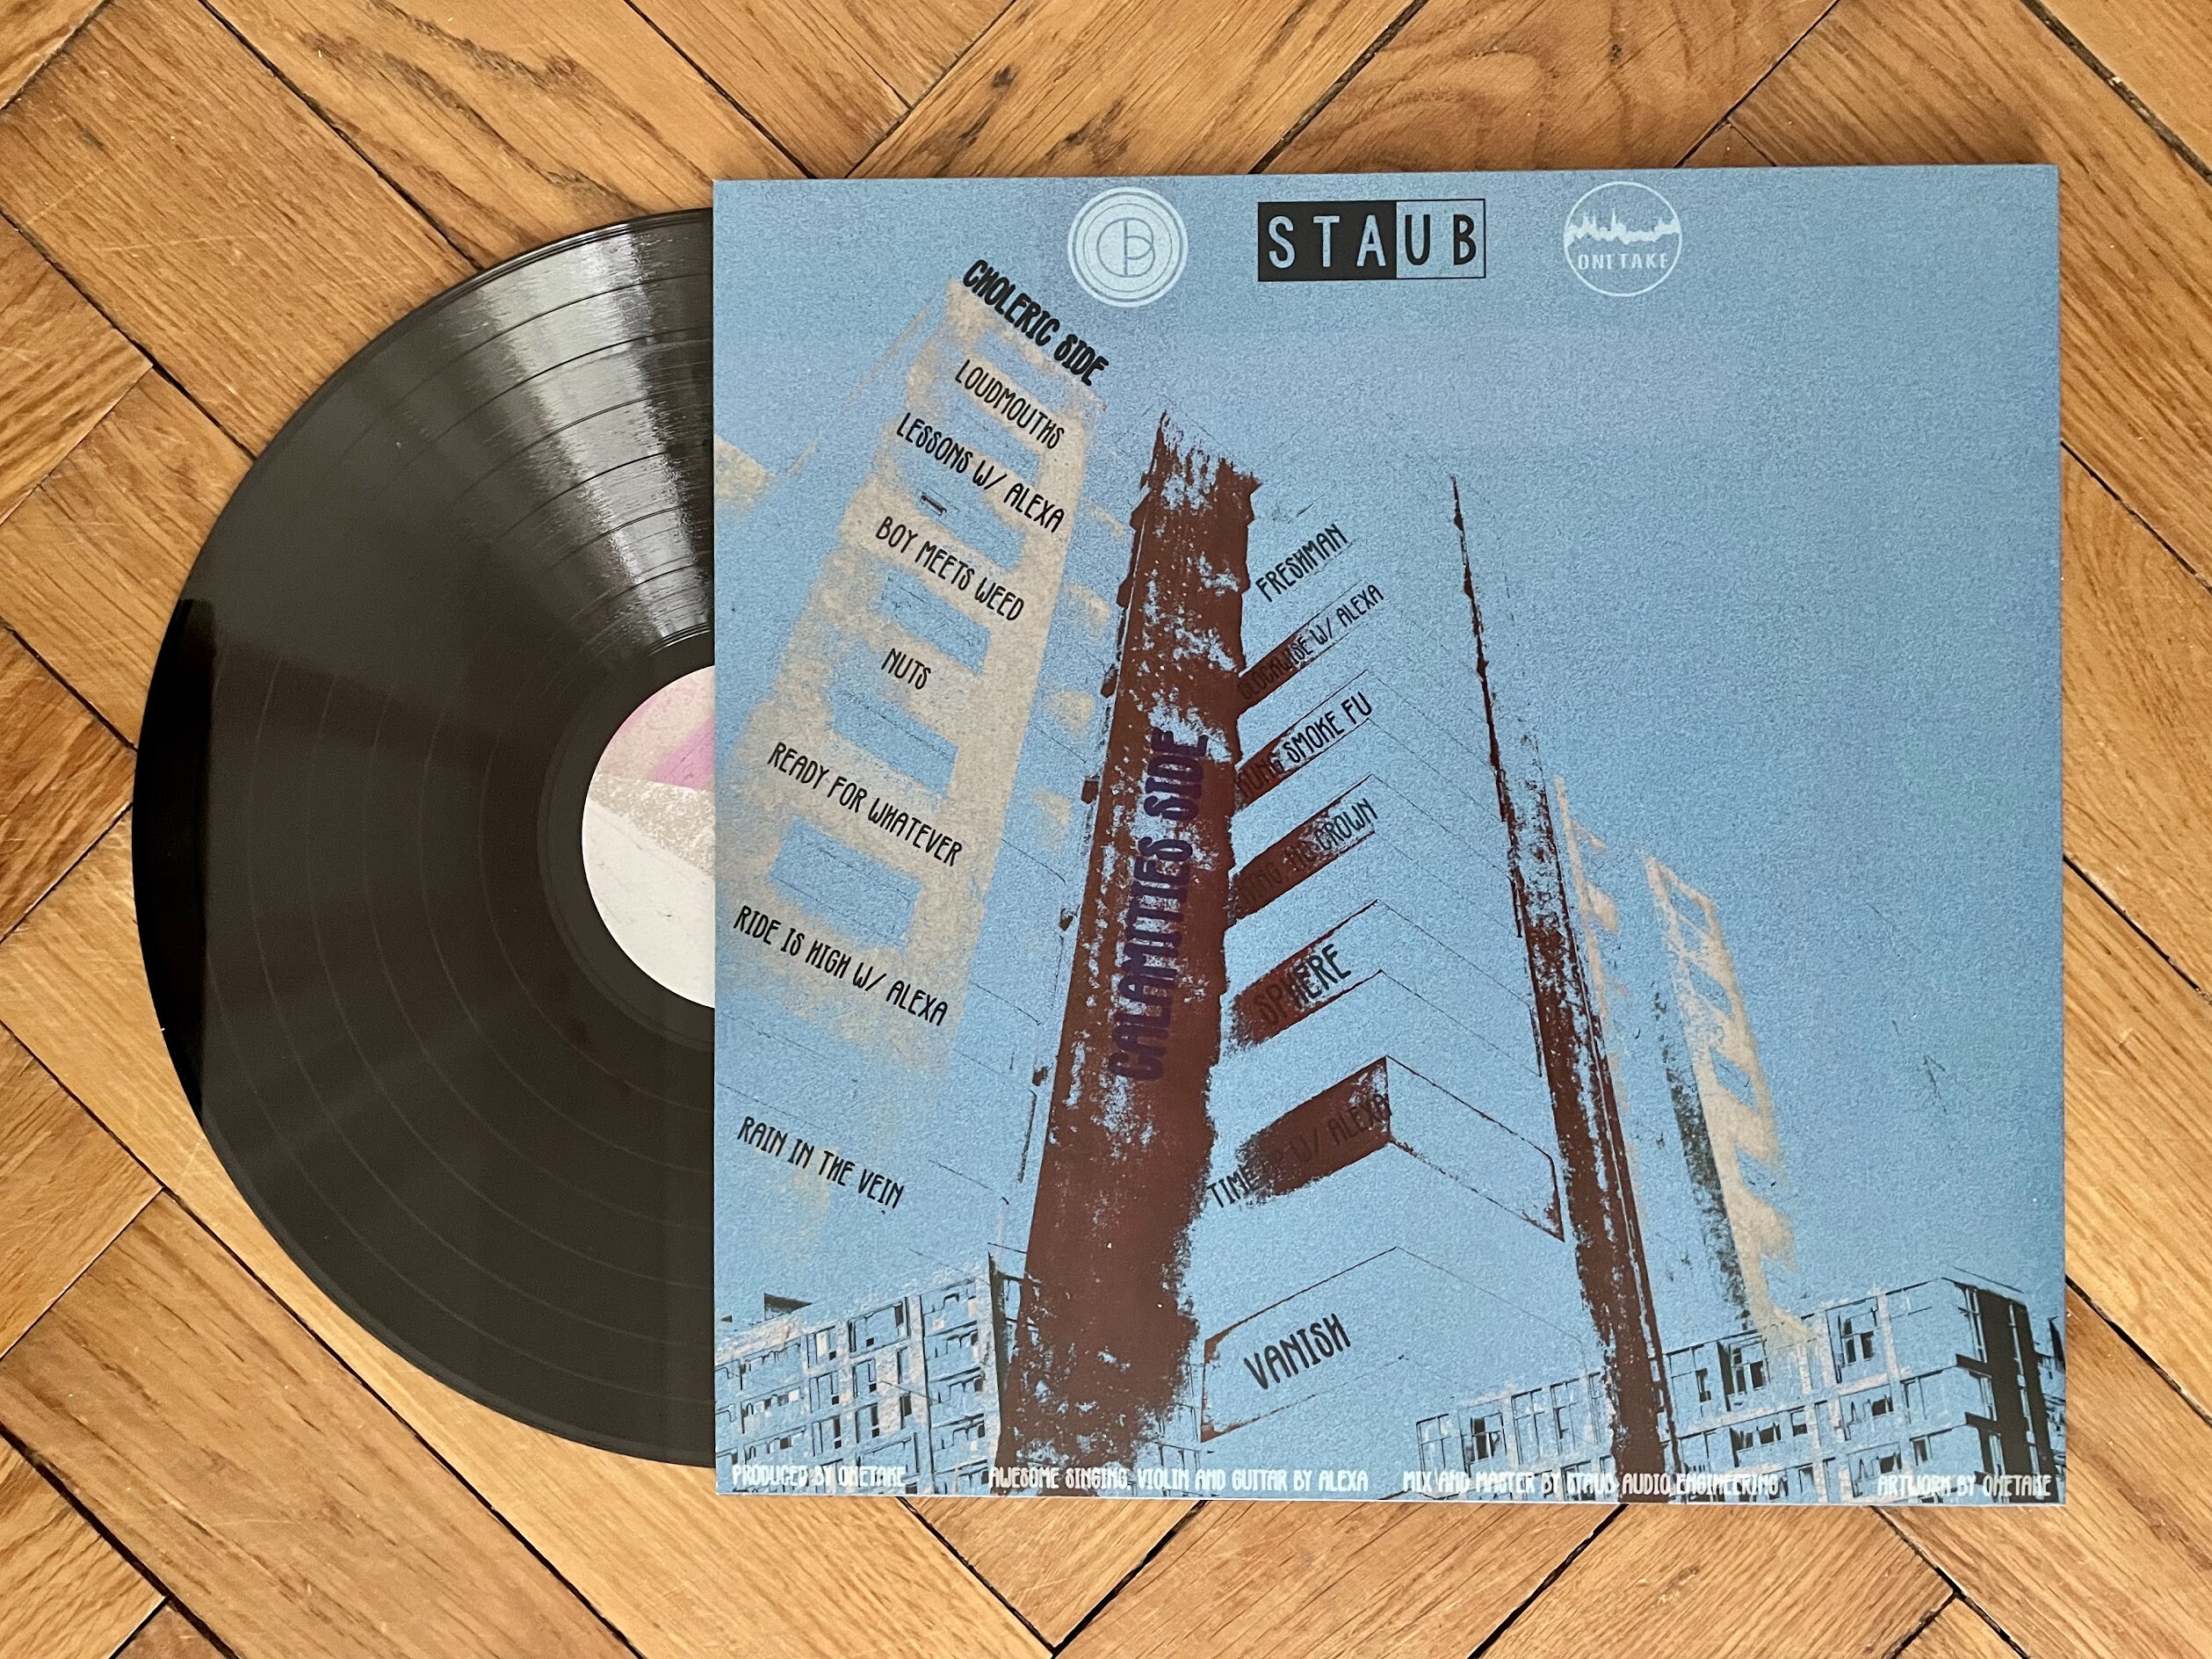 STAUB
ONETAKE
CHOLERIC SIDE
LOUDMOUTHS
LESSONS W/ ALEXA
BOY MEETS WEED
NUTS
READY FOR WHATEVER
RIDE IS HIGH W/ ALEXA
RAIN IN THE VEIN
CALAMITIES SIDE
FRESHMAN
CLOCKWISE W/ ALEXA
SMOKE FU
CROWN
SPHERE
W/ ALEXA
VANISH
PRODUCED BY ONETAKE
AWESOME SINGING, VIOLIN AND GUITAR BY ALEXA
MIX AND MASTER BY STAUB AUDIO ENGINEERING
ARTWORK BY ONETAKE